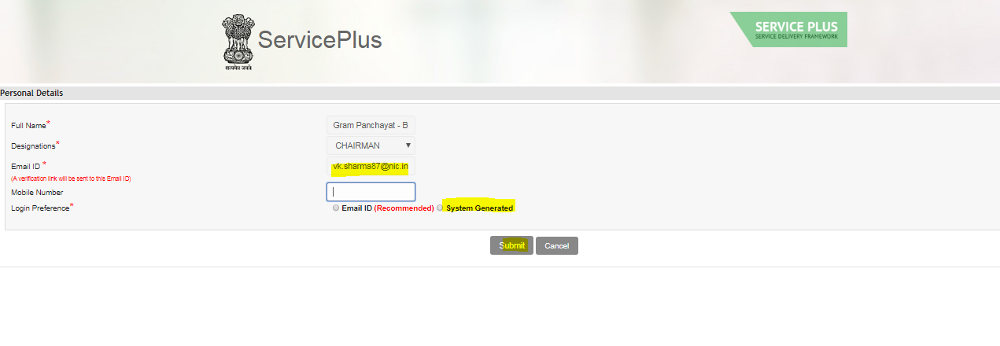 ServicePlus
सत्यमेव जयते
SERVICE PLUS
SERVICE DELIVERY FRAMEWORK
Personal Details
Full Name* Gram Panchayat - B
Designations* CHAIRMAN
Email ID * vk.sharma87@nic.in
(A verification link will be sent to this Email ID)
Mobile Number
Login Preference* Email ID (Recommended) System Generated
Submit Cancel